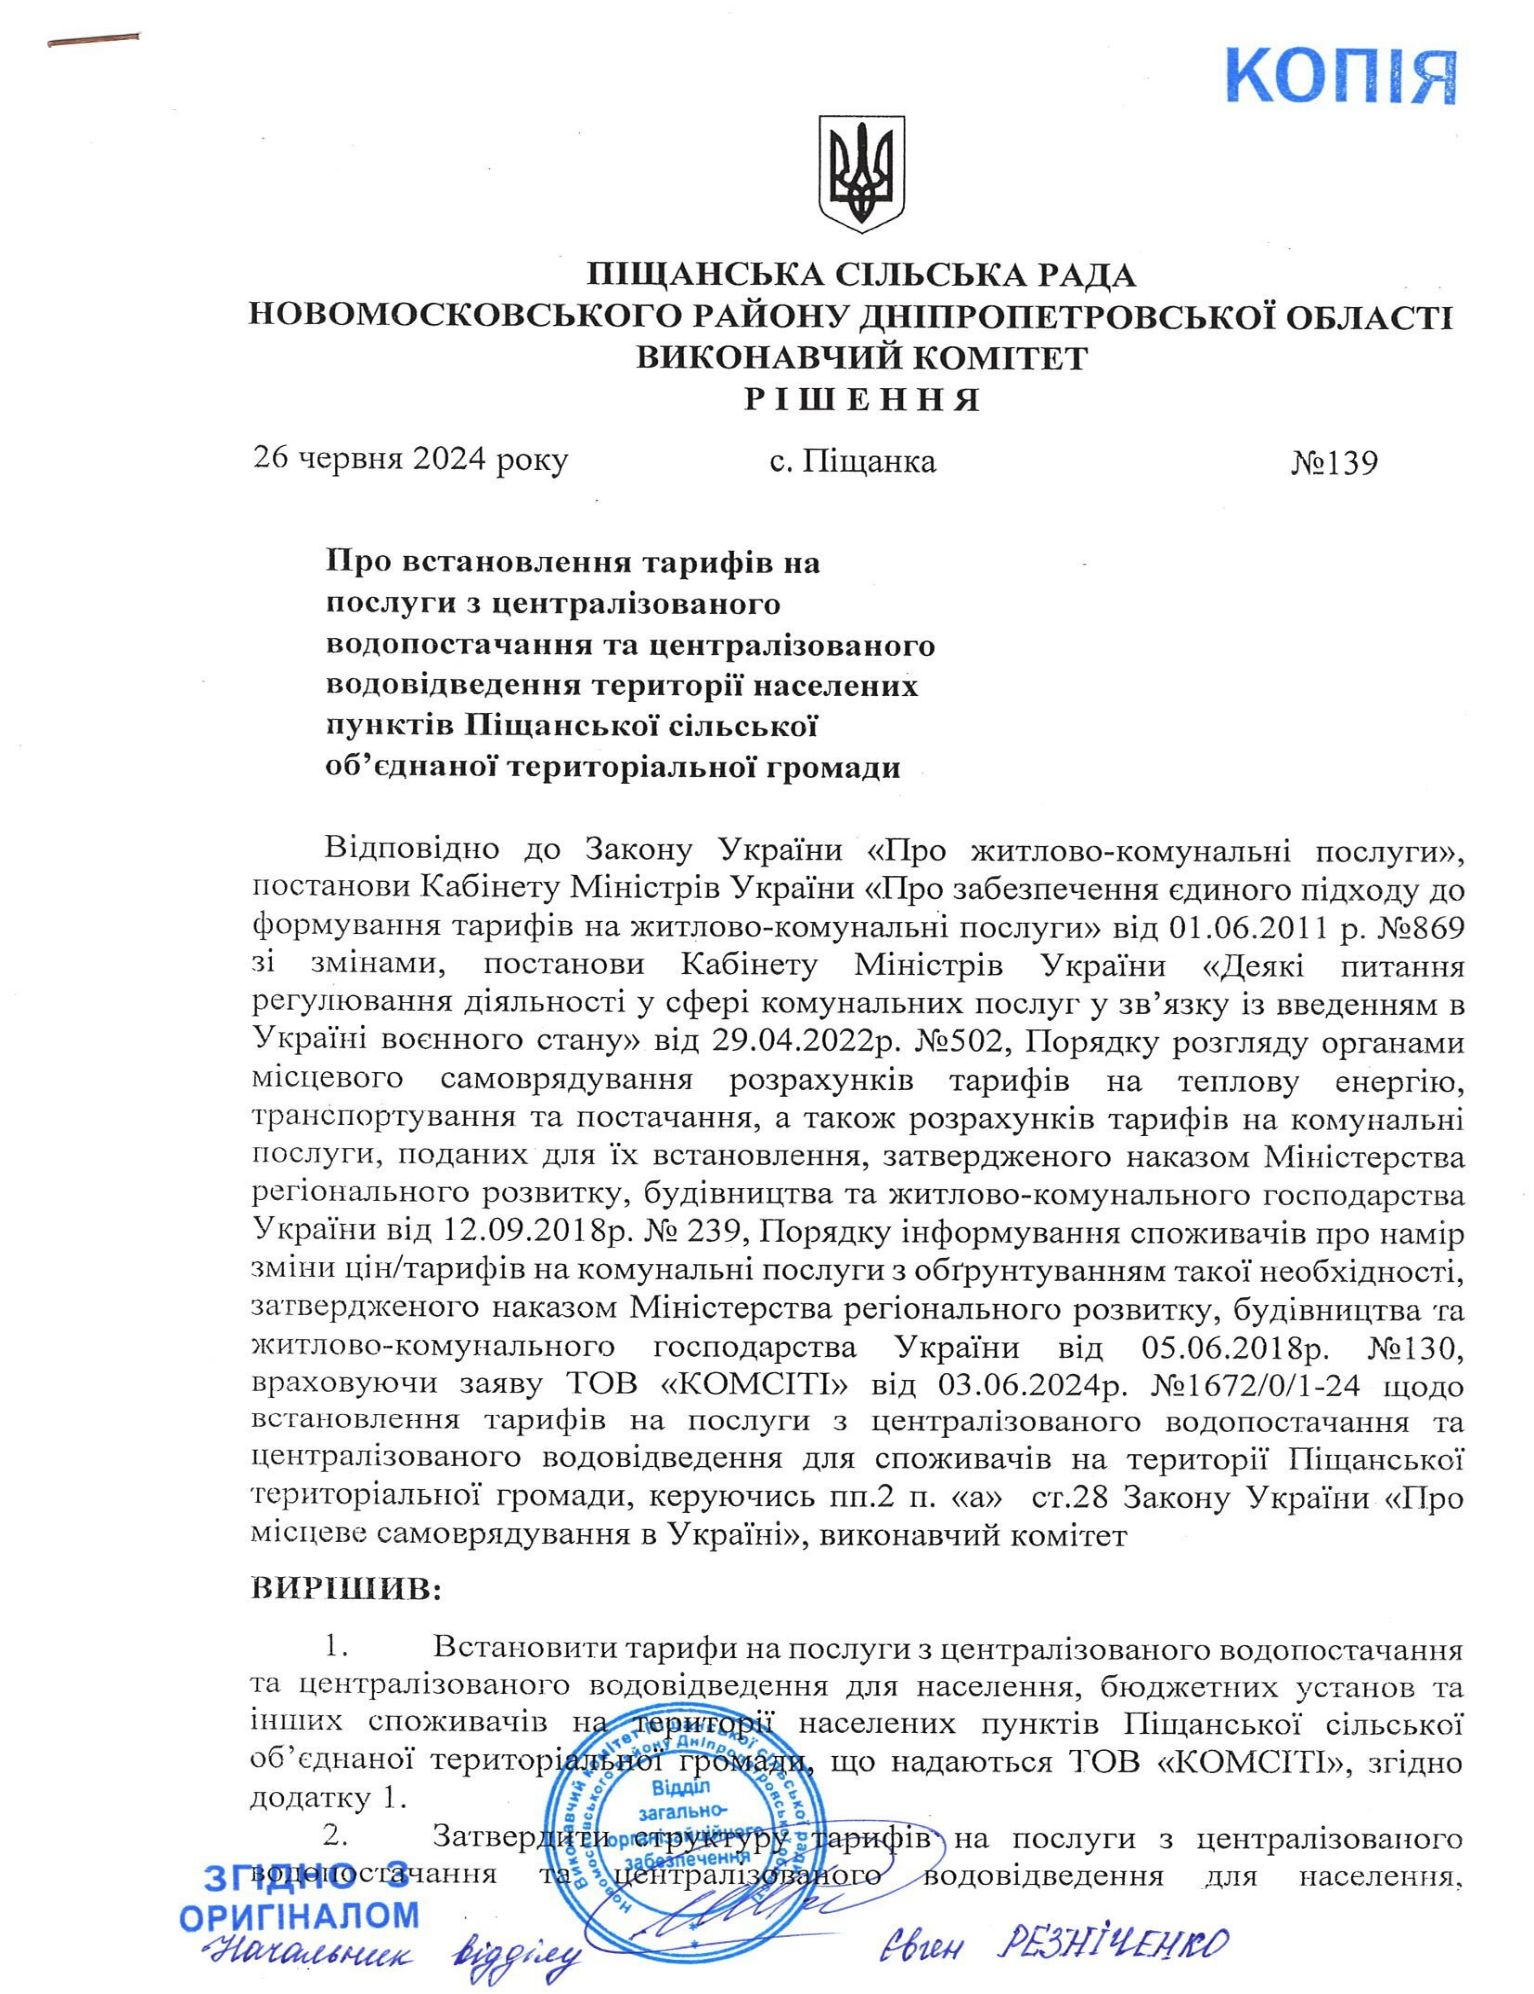 КОПІЯ
ПІЩАНСЬКА СІЛЬСЬКА РАДА
НОВОМОСКОВСЬКОГО РАЙОНУ ДНІПРОПЕТРОВСЬКОЇ ОБЛАСТІ
ВИКОНАВЧИЙ КОМІТЕТ
Р І Ш Е Н Н Я
26 червня 2024 року с. Піщанка №139
Про встановлення тарифів на
послуги з централізованого
водопостачання та централізованого
водовідведення території населених
пунктів Піщанської сільської
об’єднаної територіальної громади
Відповідно до Закону України «Про житлово-комунальні послуги»,
постанови Кабінету Міністрів України «Про забезпечення єдиного підходу до
формування тарифів на житлово-комунальні послуги» від 01.06.2011 р. №869
зі змінами, постанови Кабінету Міністрів України «Деякі питання
регулювання діяльності у сфері комунальних послуг у зв’язку із введенням в
Україні воєнного стану» від 29.04.2022р. №502, Порядку розгляду органами
місцевого самоврядування розрахунків тарифів на теплову енергію,
транспортування та постачання, а також розрахунків тарифів на комунальні
послуги, поданих для їх встановлення, затвердженого наказом Міністерства
регіонального розвитку, будівництва та житлово-комунального господарства
України від 12.09.2018р. № 239, Порядку інформування споживачів про намір
зміни цін/тарифів на комунальні послуги з обґрунтуванням такої необхідності,
затвердженого наказом Міністерства регіонального розвитку, будівництва та
житлово-комунального господарства України від 05.06.2018р. №130,
враховуючи заяву ТОВ «КОМСІТІ» від 03.06.2024р. №1672/0/1-24 щодо
встановлення тарифів на послуги з централізованого водопостачання та
централізованого водовідведення для споживачів на території Піщанської
територіальної громади, керуючись пп.2 п. «а» ст.28 Закону України «Про
місцеве самоврядування в Україні», виконавчий комітет
ВИРІШИВ:
1. Встановити тарифи на послуги з централізованого водопостачання
та централізованого водовідведення для населення, бюджетних установ та
інших споживачів на території населених пунктів Піщанської сільської
об’єднаної територіальної громади, що надаються ТОВ «КОМСІТІ», згідно
додатку 1.
2. Затвердити структуру тарифів на послуги з централізованого
водопостачання та централізованого водовідведення для населення,
Виконавчий комітет Піщанської сільської ради
Новомосковського району Дніпропетровської області
Відділ
загально-
організаційного
забезпечення
ЗГІДНО З
ОРИГІНАЛОМ
Начальник відділу Євген РЕЗНІЧЕНКО